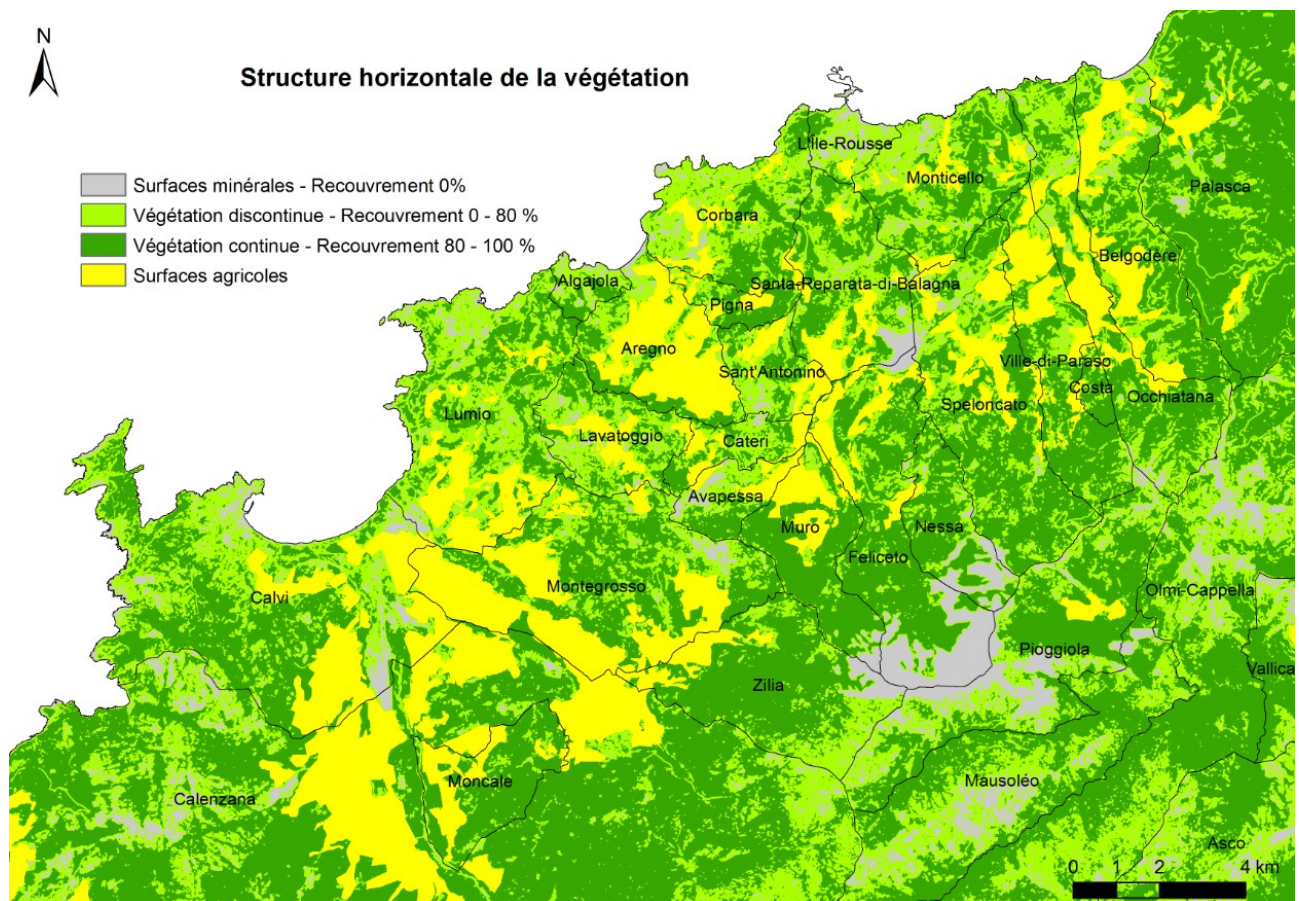 N
Structure horizontale de la végétation
Surfaces minérales - Recouvrement 0%
Végétation discontinue - Recouvrement 0 - 80 %
Végétation continue - Recouvrement 80 - 100 %
Surfaces agricoles
L'Ile-Rousse
Monticello
Palasca
Corbara
Belgodère
Algajola
Santa-Reparata-di-Balagna
Pigna
Aregno
Sant'Antonino
Ville-di-Paraso
Costa
Occhiatana
Speloncato
Lumio
Lavatoggio
Cateri
Avapessa
Muro
Nessa
Feliceto
Montegrosso
Calvi
Olmi-Cappella
Pioggiola
Vallica
Zilia
Moncale
Mausoléo
Calenzana
Asco
0 1 2 4 km